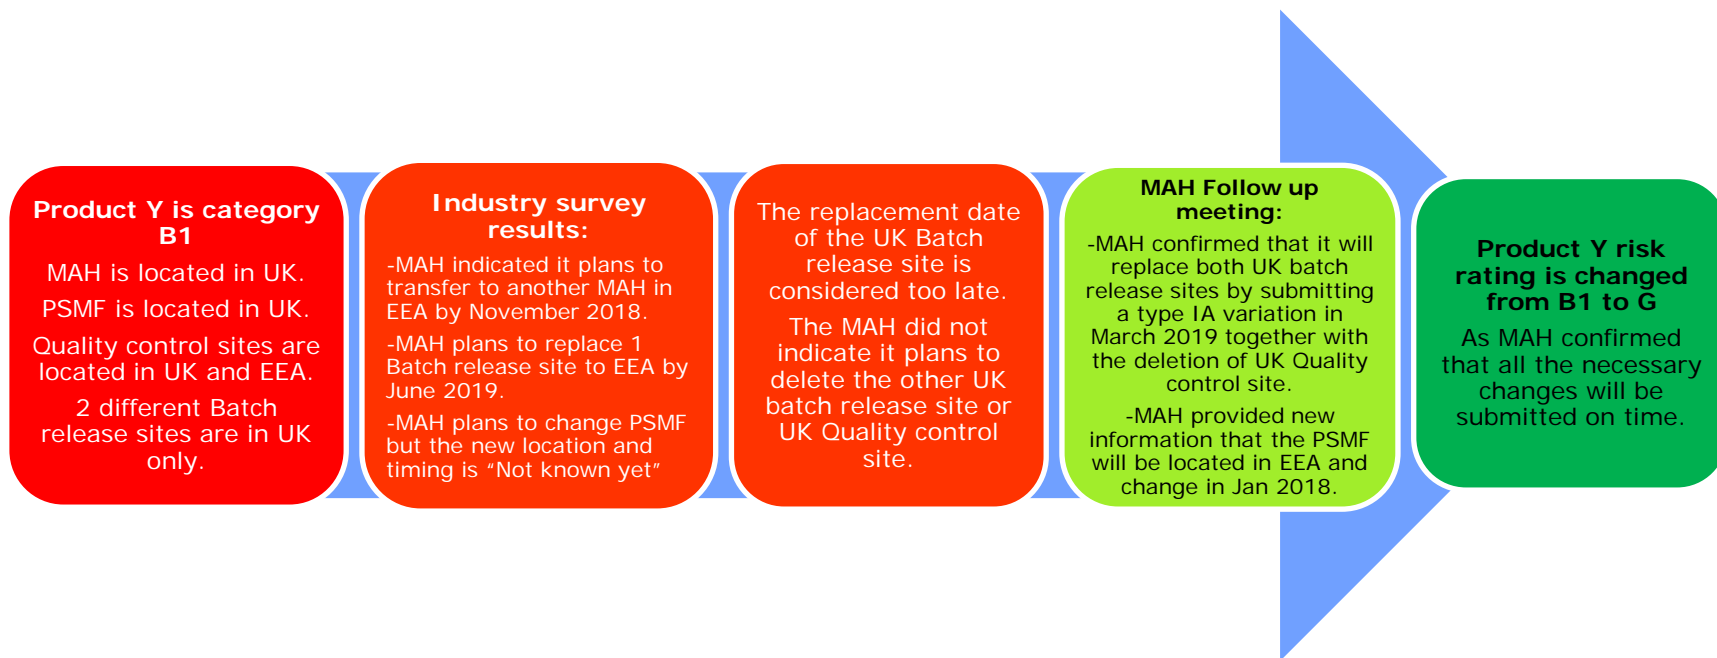 Product Y is category
B1
MAH is located in UK.
PSMF is located in UK.
Quality control sites are
located in UK and EEA.
2 different Batch
release sites are in UK
only.
Industry survey
results:
-MAH indicated it plans to
transfer to another MAH in
EEA by November 2018.
-MAH plans to replace 1
Batch release site to EEA by
June 2019.
-MAH plans to change PSMF
but the new location and
timing is “Not known yet”
The replacement date
of the UK Batch
release site is
considered too late.
The MAH did not
indicate it plans to
delete the other UK
batch release site or
UK Quality control
site.
MAH Follow up
meeting:
-MAH confirmed that it will
replace both UK batch
release sites by submitting
a type IA variation in
March 2019 together with
the deletion of UK Quality
control site.
-MAH provided new
information that the PSMF
will be located in EEA and
change in Jan 2018.
Product Y risk
rating is changed
from B1 to G
As MAH confirmed
that all the necessary
changes will be
submitted on time.